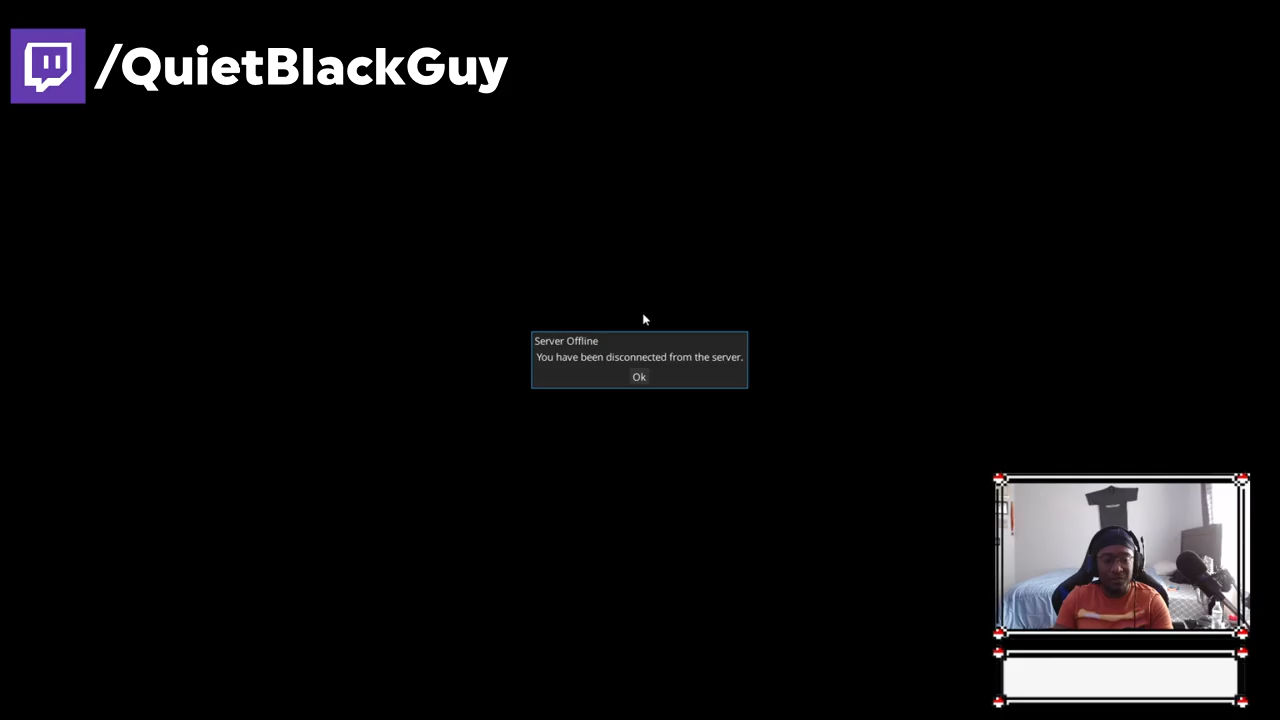 /QuietBlackGuy
Server Offline
You have been disconnected from the server.
Ok